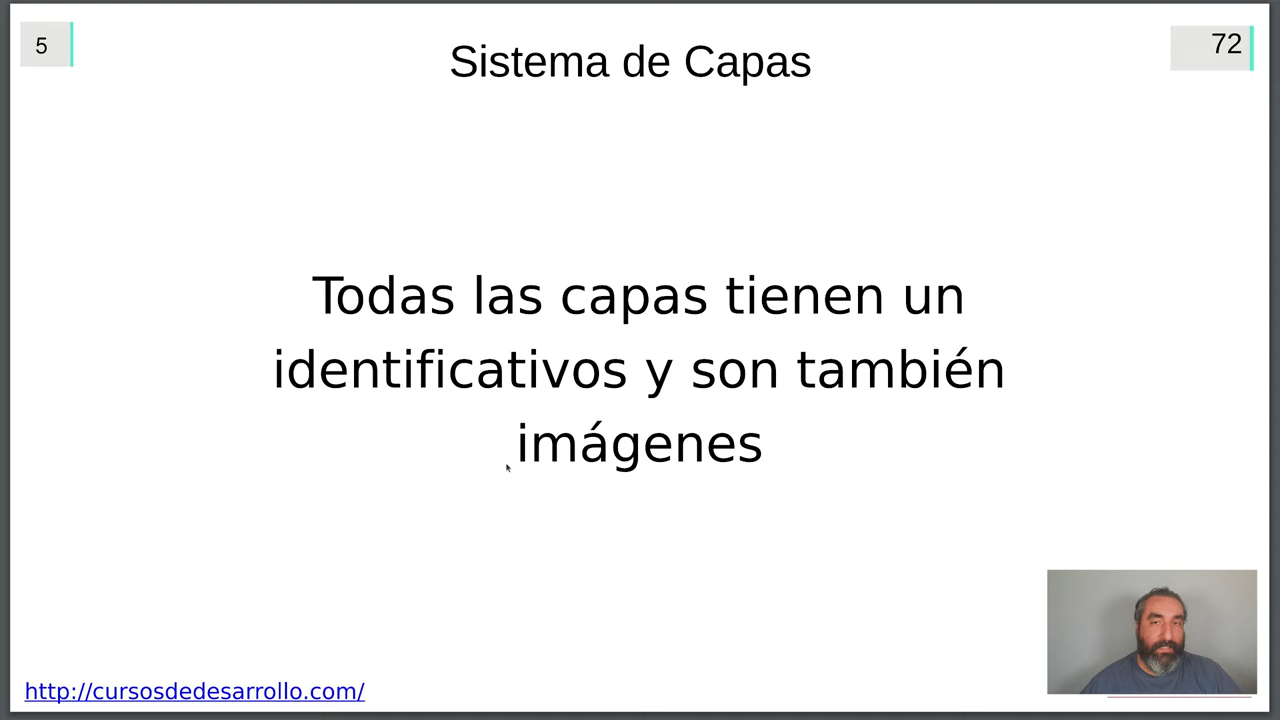 5
Sistema de Capas
72
Todas las capas tienen un
identificativos y son también
imágenes
http://cursosdedesarrollo.com/